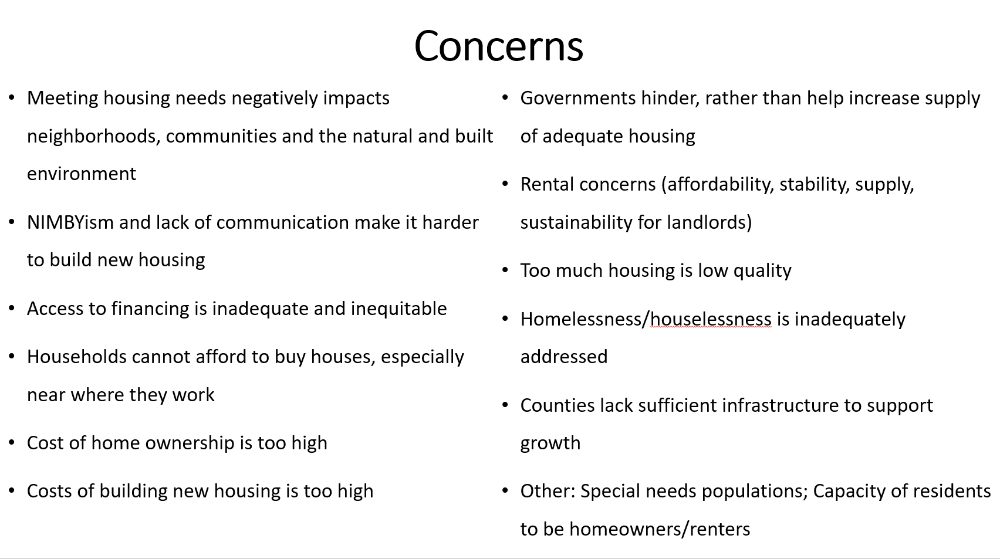 Concerns
• Meeting housing needs negatively impacts
neighborhoods, communities and the natural and built
environment
• NIMBYism and lack of communication make it harder
to build new housing
• Access to financing is inadequate and inequitable
• Households cannot afford to buy houses, especially
near where they work
• Cost of home ownership is too high
• Costs of building new housing is too high
• Governments hinder, rather than help increase supply
of adequate housing
• Rental concerns (affordability, stability, supply,
sustainability for landlords)
• Too much housing is low quality
• Homelessness/houselessness is inadequately
addressed
• Counties lack sufficient infrastructure to support
growth
• Other: Special needs populations; Capacity of residents
to be homeowners/renters